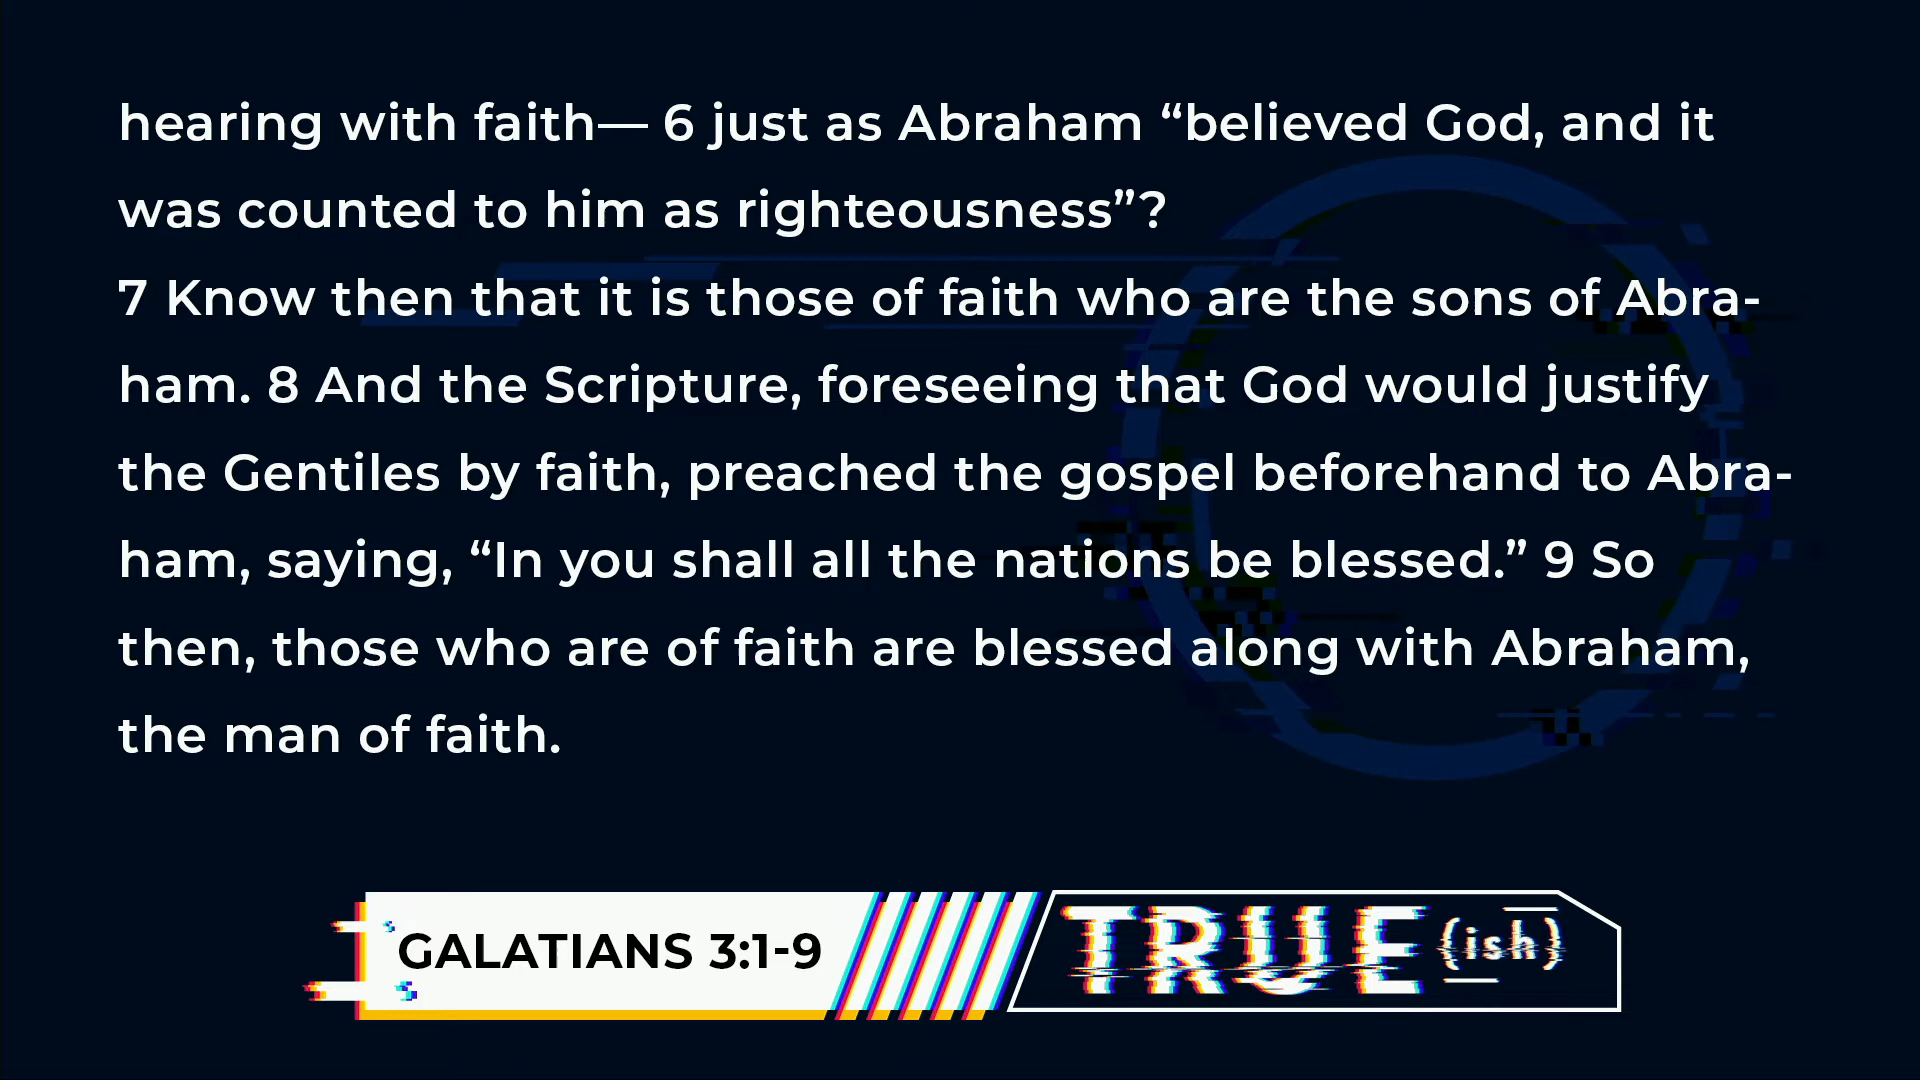 hearing with faith— 6 just as Abraham “believed God, and it
was counted to him as righteousness”?
7 Know then that it is those of faith who are the sons of Abra-
ham. 8 And the Scripture, foreseeing that God would justify
the Gentiles by faith, preached the gospel beforehand to Abra-
ham, saying, “In you shall all the nations be blessed.” 9 So
then, those who are of faith are blessed along with Abraham,
the man of faith.
GALATIANS 3:1-9
TRUE (ish)